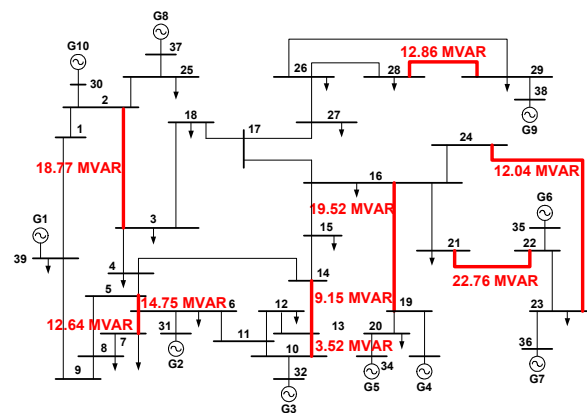 G8
G10
37
25
30
2
1
18.77 MVAR
3
G1
39
4
5
14.75 MVAR
6
12.64 MVAR
7
8
9
31
G2
18
17
26
12.86 MVAR
28
29
38
G9
27
24
16
12.04 MVAR
19.52 MVAR
15
G6
35
21
22
22.76 MVAR
14
9.15 MVAR
12
13
11
3.52 MVAR
10
32
G3
19
20
34
G5
G4
23
36
G7